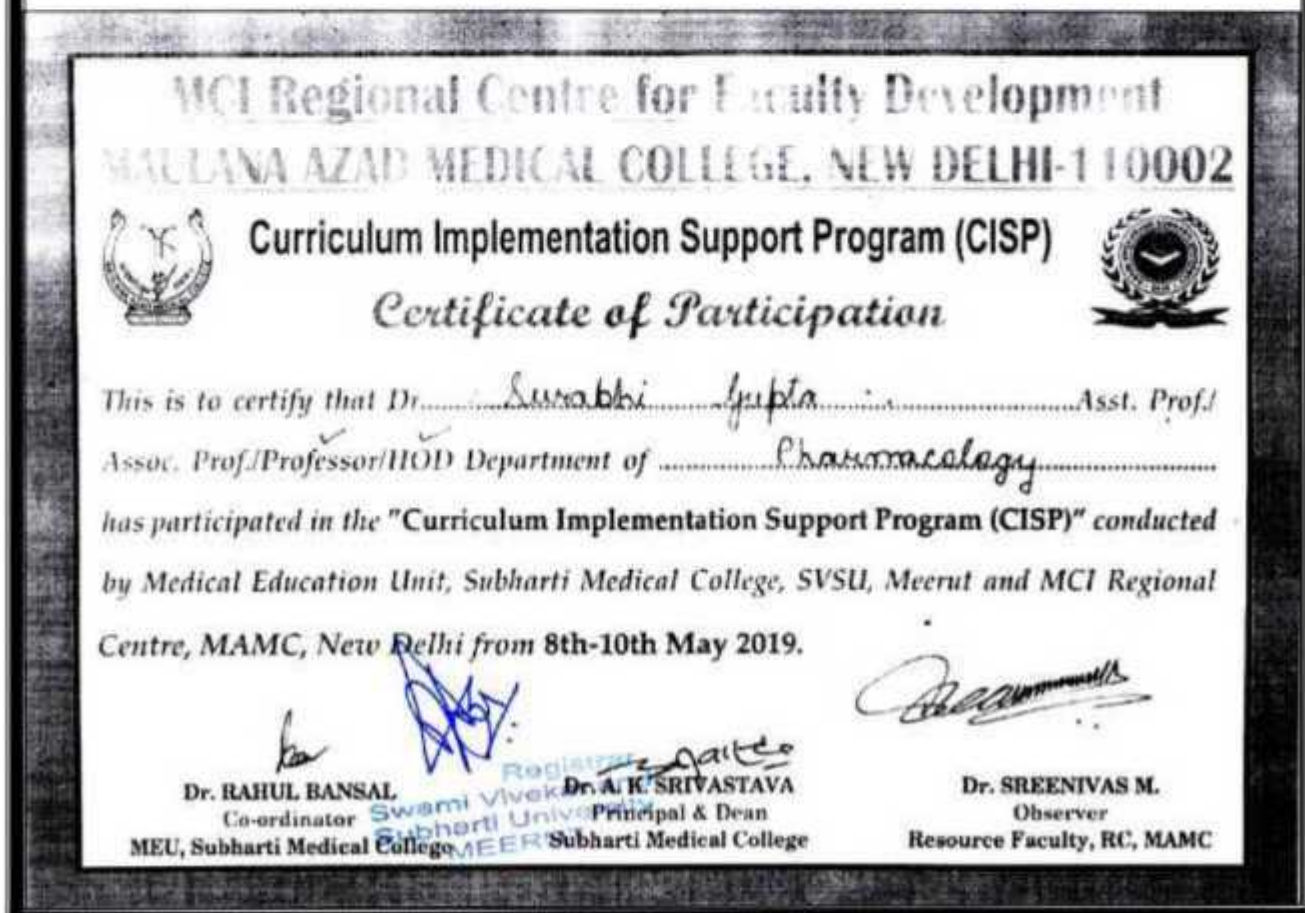 MCI Regional Centre for Faculty Development
MAULANA AZAD MEDICAL COLLEGE, NEW DELHI-110002
Curriculum Implementation Support Program (CISP)
Certificate of Participation
This is to certify that Dr. Surabhi Gupta Asst. Prof./
Assoc. Prof./Professor/HOD Department of Pharmacology
has participated in the "Curriculum Implementation Support Program (CISP)" conducted
by Medical Education Unit, Subharti Medical College, SVSU, Meerut and MCI Regional
Centre, MAMC, New Delhi from 8th-10th May 2019.
Registrar
Swami Vivekanand
Subharti University
MEERUT
Dr. RAHUL BANSAL
Co-ordinator
MEU, Subharti Medical College
Dr. A. K. SRIVASTAVA
Principal & Dean
Subharti Medical College
Dr. SREENIVAS M.
Observer
Resource Faculty, RC, MAMC